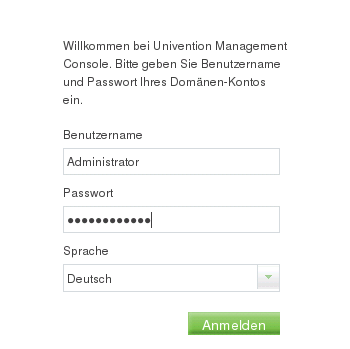 Willkommen bei Univention Management
Console. Bitte geben Sie Benutzername
und Passwort Ihres Domänen-Kontos
ein.
Benutzername
Administrator
Passwort
●●●●●●●●●●●●
Sprache
Deutsch
Anmelden